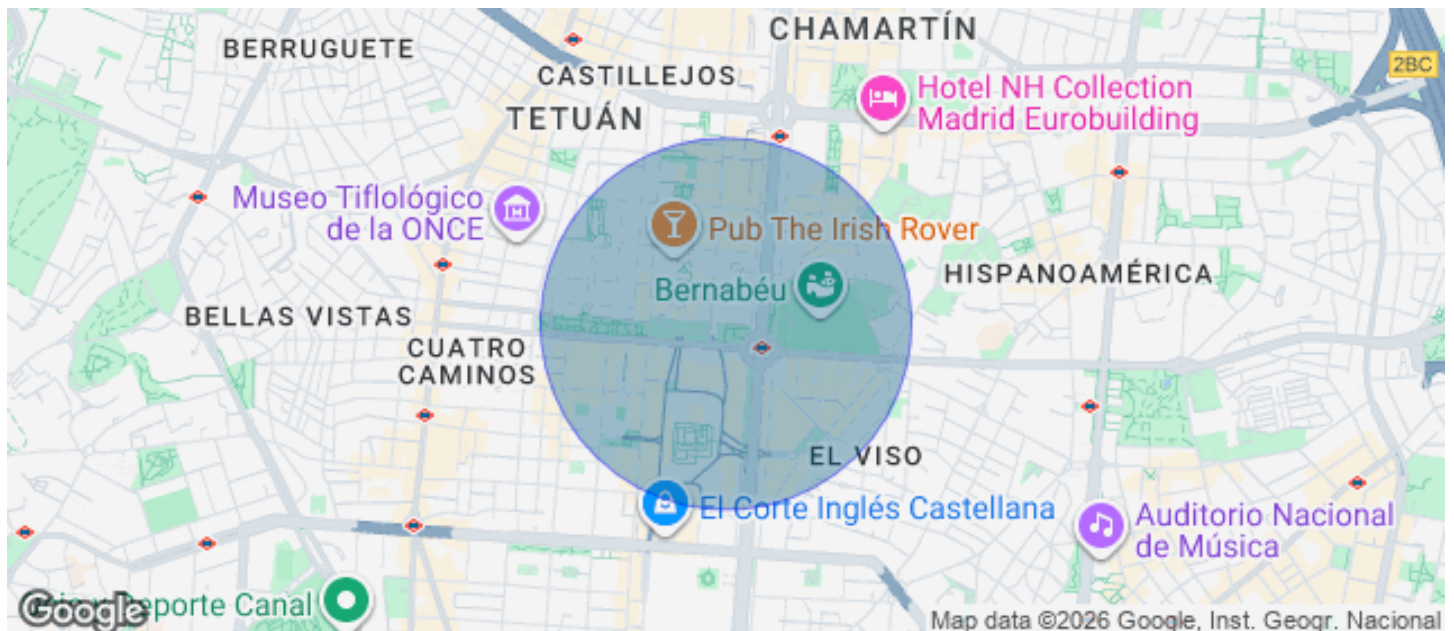 CHAMARTÍN
BERRUGUETE
2BC
CASTILLEJOS
Hotel NH Collection
Madrid Eurobuilding
TETUÁN
Museo Tiflológico
de la ONCE
Pub The Irish Rover
HISPANOAMÉRICA
Bernabéu
BELLAS VISTAS
CUATRO
CAMINOS
EL VISO
El Corte Inglés Castellana
Auditorio Nacional
de Música
Deporte Canal
Google
Map data ©2026 Google, Inst. Geogr. Nacional